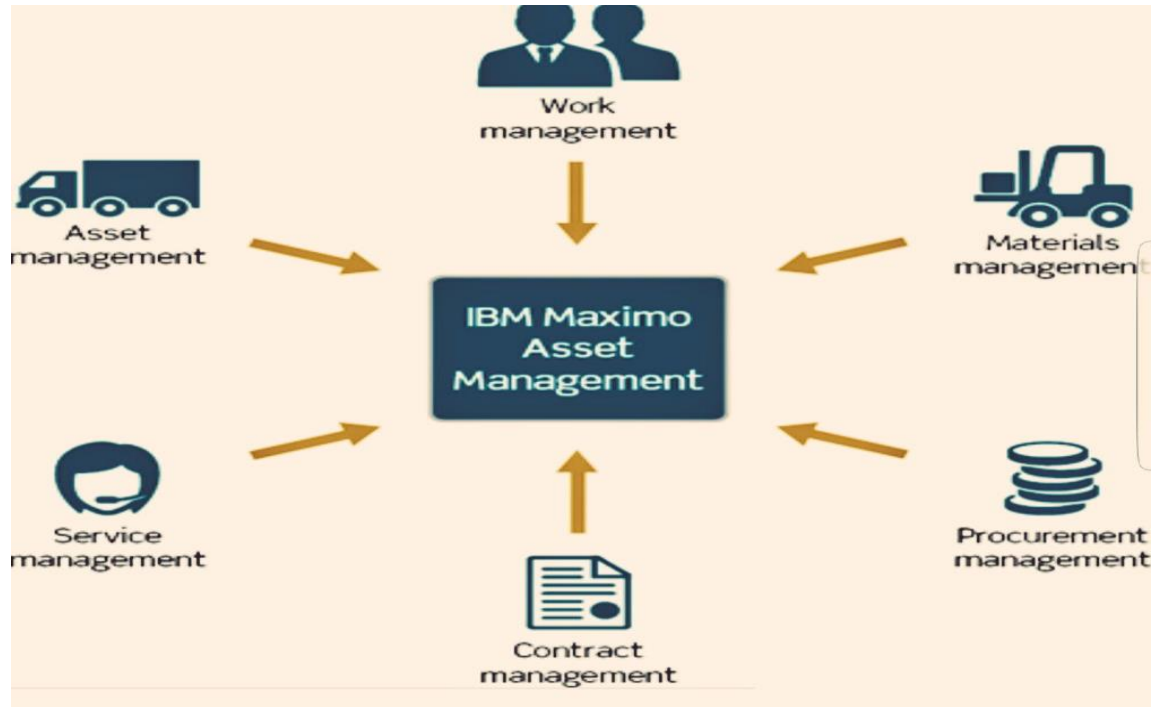 Work
management
Asset
management
Materials
management
IBM Maximo
Asset
Management
Service
management
Procurement
management
Contract
management